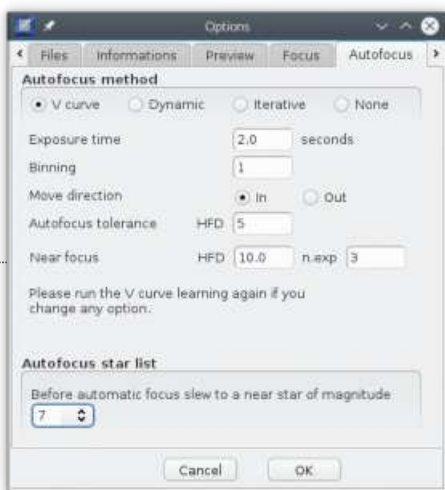 Options
Files Informations Preview Focus Autofocus
Autofocus method
V curve Dynamic Iterative None
Exposure time 2.0 seconds
Binning 1
Move direction In Out
Autofocus tolerance HFD 5
Near focus HFD 10.0 n.exp 3
Please run the V curve learning again if you
change any option.
Autofocus star list
Before automatic focus slew to a near star of magnitude
7
Cancel OK